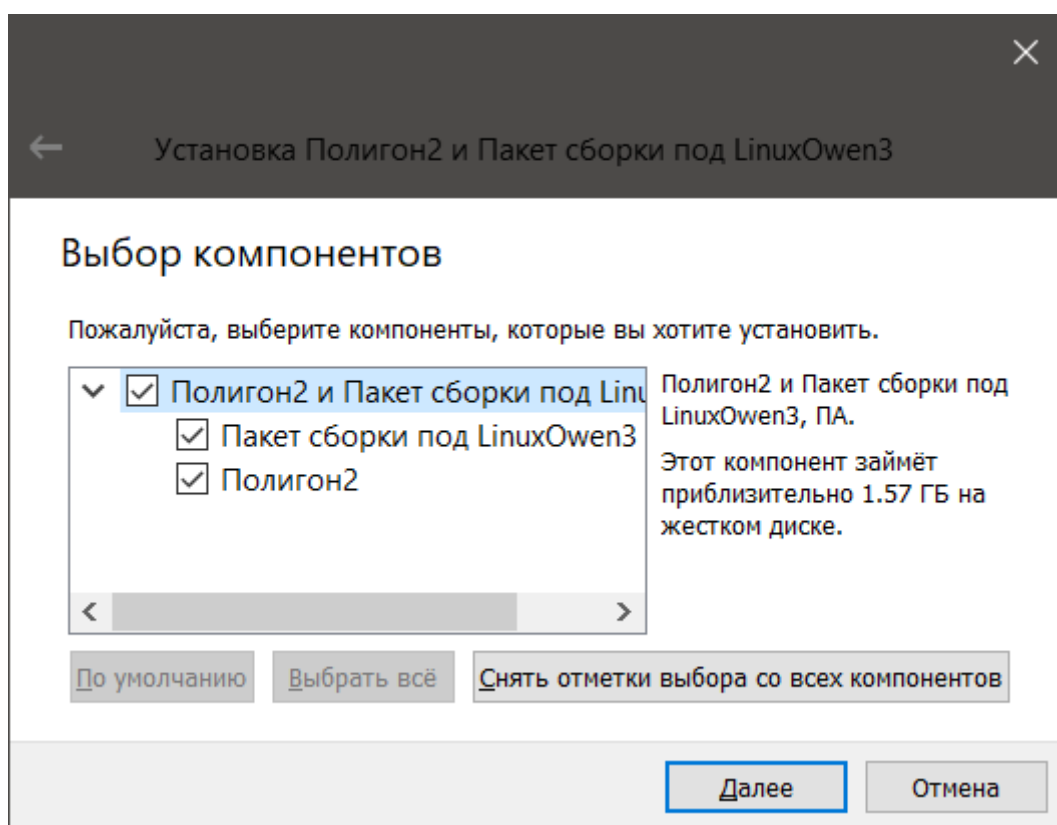 Установка Полигон2 и Пакет сборки под LinuxOwen3
Выбор компонентов
Пожалуйста, выберите компоненты, которые вы хотите установить.
Полигон2 и Пакет сборки под Linu
Пакет сборки под LinuxOwen3
Полигон2
Полигон2 и Пакет сборки под
LinuxOwen3, ПА.
Этот компонент займёт
приблизительно 1.57 ГБ на
жестком диске.
По умолчанию
Выбрать всё
Снять отметки выбора со всех компонентов
Далее
Отмена